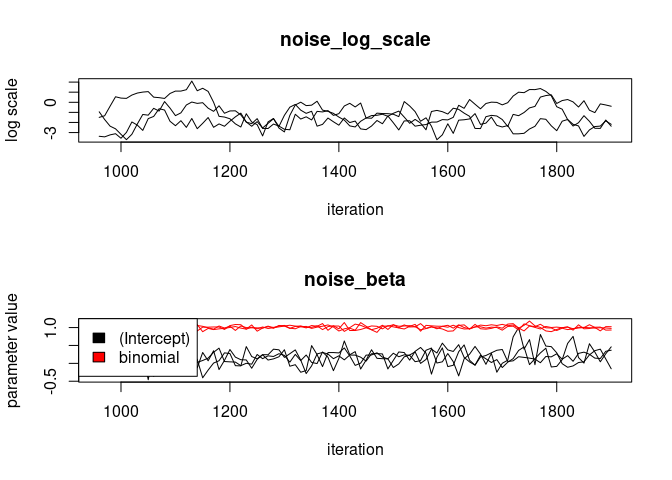 noise_log_scale
log scale
0
-3
1000 1200 1400 1600 1800
iteration
noise_beta
parameter value
1.0
-0.5
(Intercept)
binomial
1000 1200 1400 1600 1800
iteration